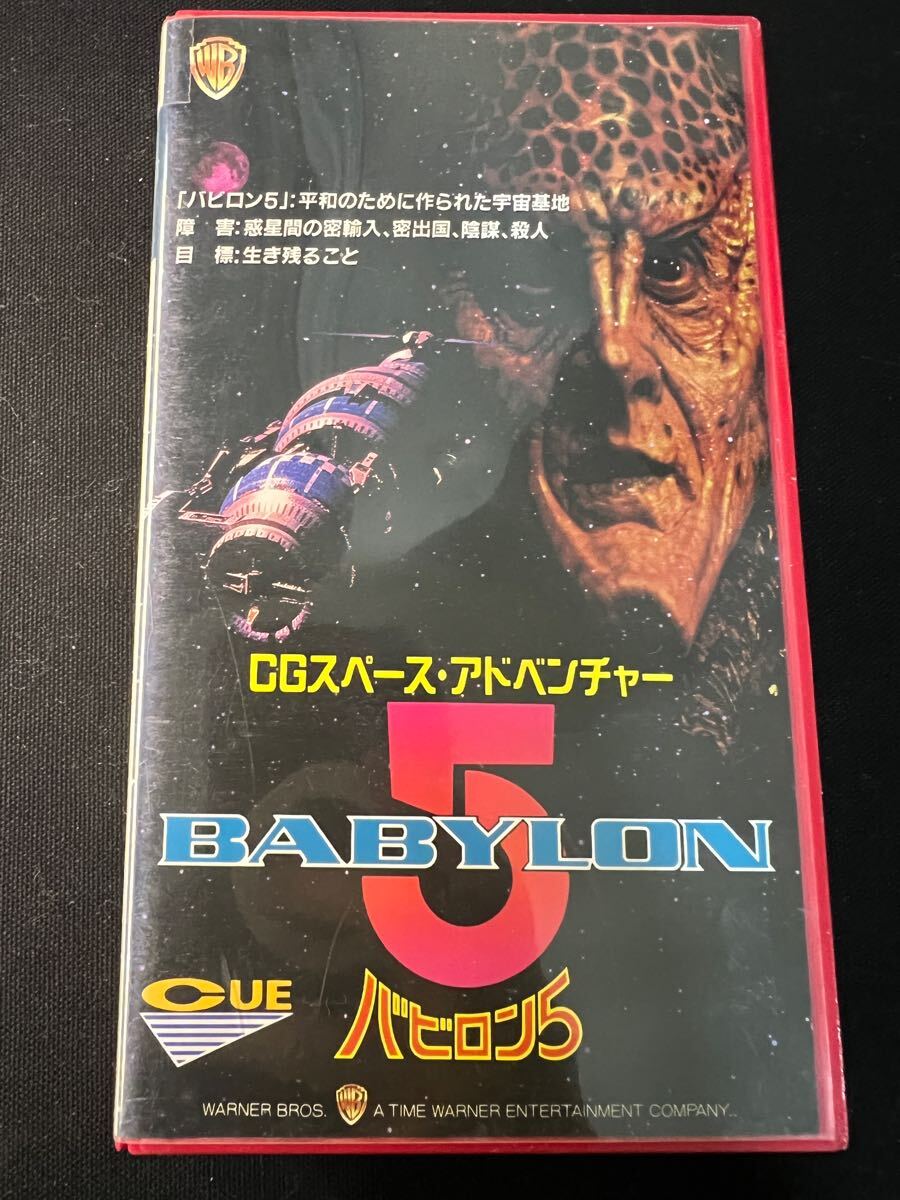 WB
「バビロン5」:平和のために作られた宇宙基地
障　害:惑星間の密輸入、密出国、陰謀、殺人
目　標:生き残ること
CGスペース・アドベンチャー
5
BABYLON
CUE
バビロン5
WARNER BROS. WB A TIME WARNER ENTERTAINMENT COMPANY..